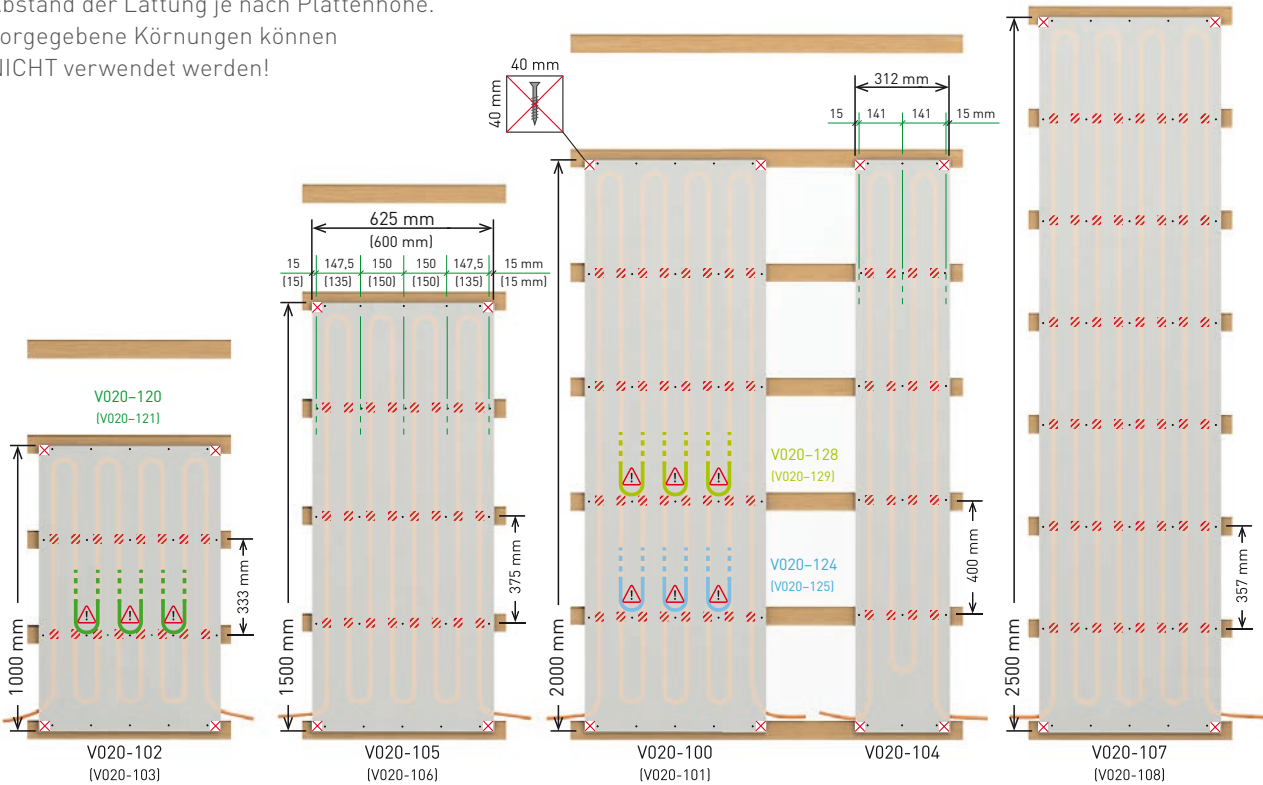 Abstand der Lattung je nach Plattenhöhe.
orgegebene Körnungen können
NICHT verwendet werden!
40 mm
40 mm
312 mm
15 141 141 15 mm
625 mm
(600 mm)
15 147,5 150 150 147,5 15 mm
(15) (135) (150) (150) (135) (15 mm)
V020-120
(V020-121)
V020-128
(V020-129)
V020-124
(V020-125)
1000 mm
333 mm
1500 mm
375 mm
2000 mm
400 mm
2500 mm
357 mm
V020-102
(V020-103)
V020-105
(V020-106)
V020-100
(V020-101)
V020-104
V020-107
(V020-108)